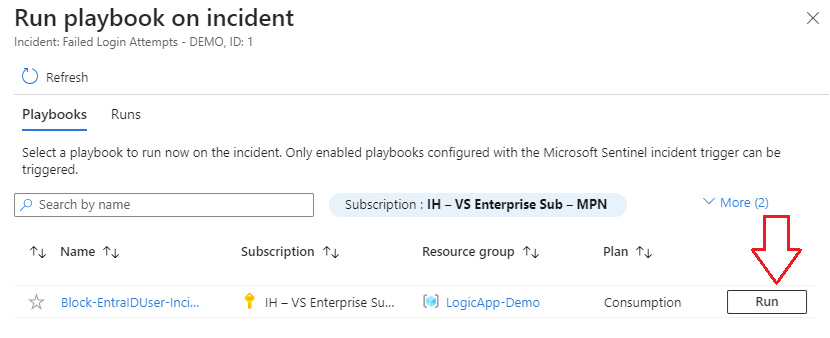 Run playbook on incident
Incident: Failed Login Attempts - DEMO, ID: 1
Refresh
Playbooks Runs
Select a playbook to run now on the incident. Only enabled playbooks configured with the Microsoft Sentinel incident trigger can be
triggered.
Search by name Subscription : IH – VS Enterprise Sub – MPN More (2)
Name Subscription Resource group Plan
Block-EntraIDUser-Inci... IH – VS Enterprise Su... LogicApp-Demo Consumption Run